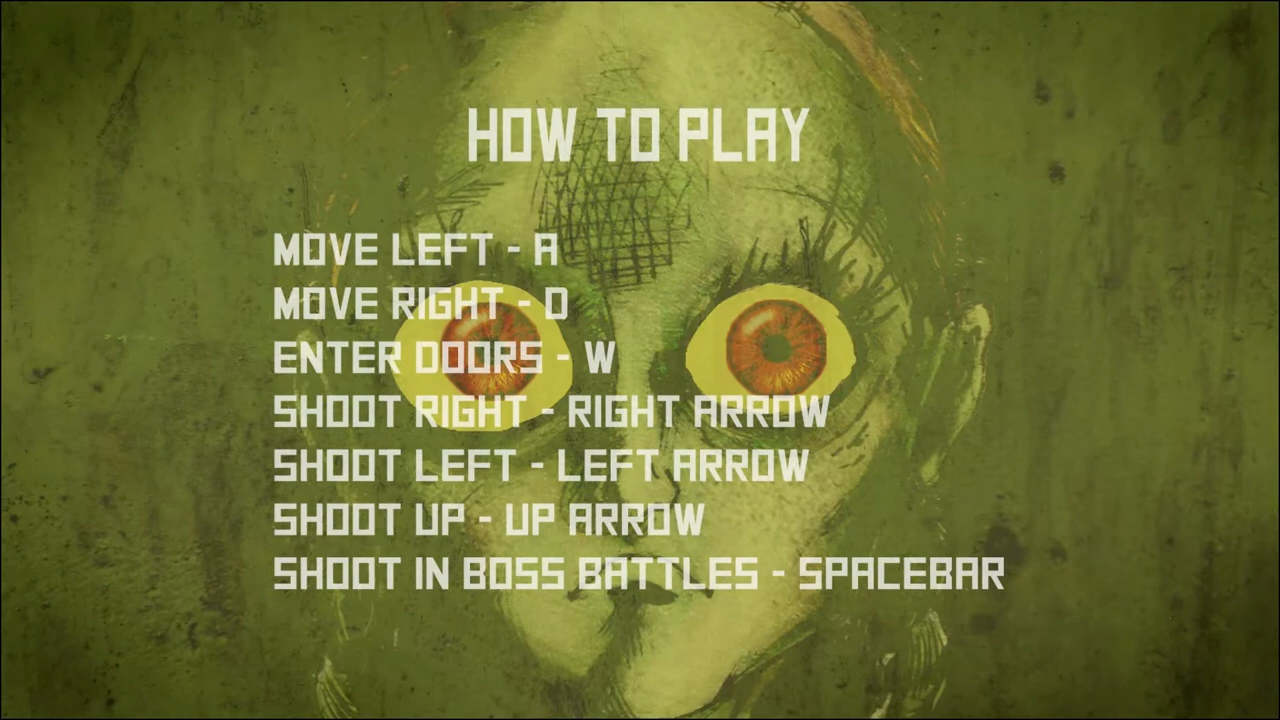 HOW TO PLAY
MOVE LEFT - A
MOVE RIGHT - D
ENTER DOORS - W
SHOOT RIGHT - RIGHT ARROW
SHOOT LEFT - LEFT ARROW
SHOOT UP - UP ARROW
SHOOT IN BOSS BATTLES - SPACEBAR